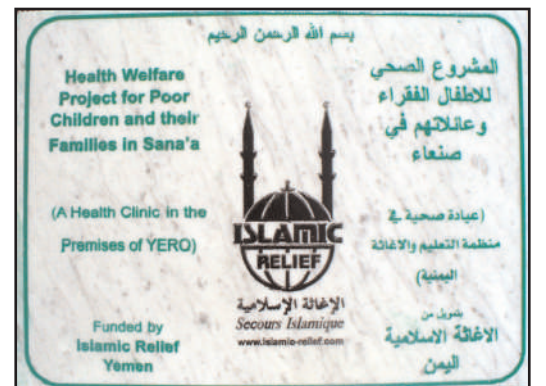 بسم الله الرحمن الرحيم
Health Welfare
Project for Poor
Children and their
Families in Sana'a
المشروع الصحي
للاطفال الفقراء
وعائلاتهم في
صنعاء
(A Health Clinic in the
Premises of YERO)
ISLAMIC
RELIEF
الإغاثة الإسلامية
Secours Islamique
www.islamic-relief.com
(عيادة صحية في
منظمة التعليم والاغاثة
اليمنية)
Funded by
Islamic Relief
Yemen
بتمويل من
الاغاثة الاسلامية
اليمن